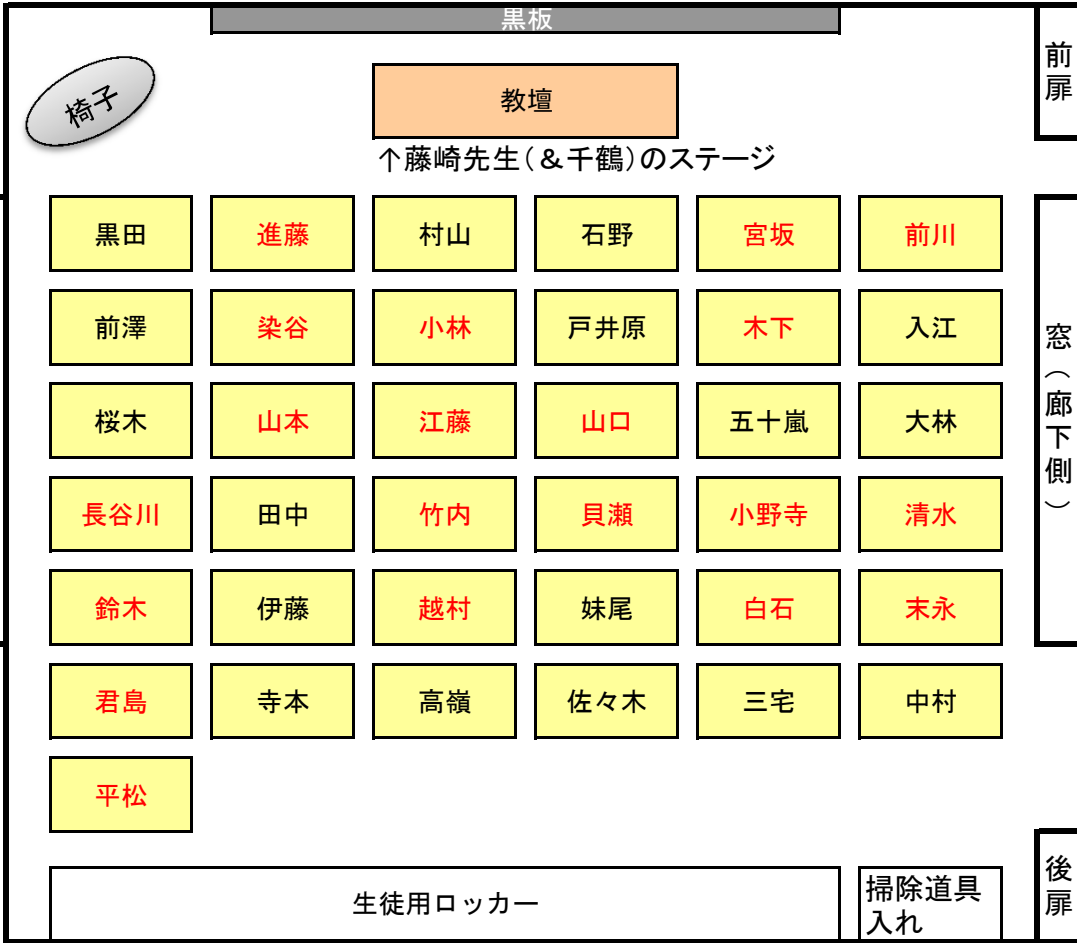 黒板
前扉
椅子
教壇
↑藤崎先生(&千鶴)のステージ
黒田 進藤 村山 石野 宮坂 前川
前澤 染谷 小林 戸井原 木下 入江
窓(廊下側)
桜木 山本 江藤 山口 五十嵐 大林
長谷川 田中 竹内 貝瀬 小野寺 清水
鈴木 伊藤 越村 妹尾 白石 末永
君島 寺本 高嶺 佐々木 三宅 中村
平松
生徒用ロッカー
掃除道具
入れ
後扉